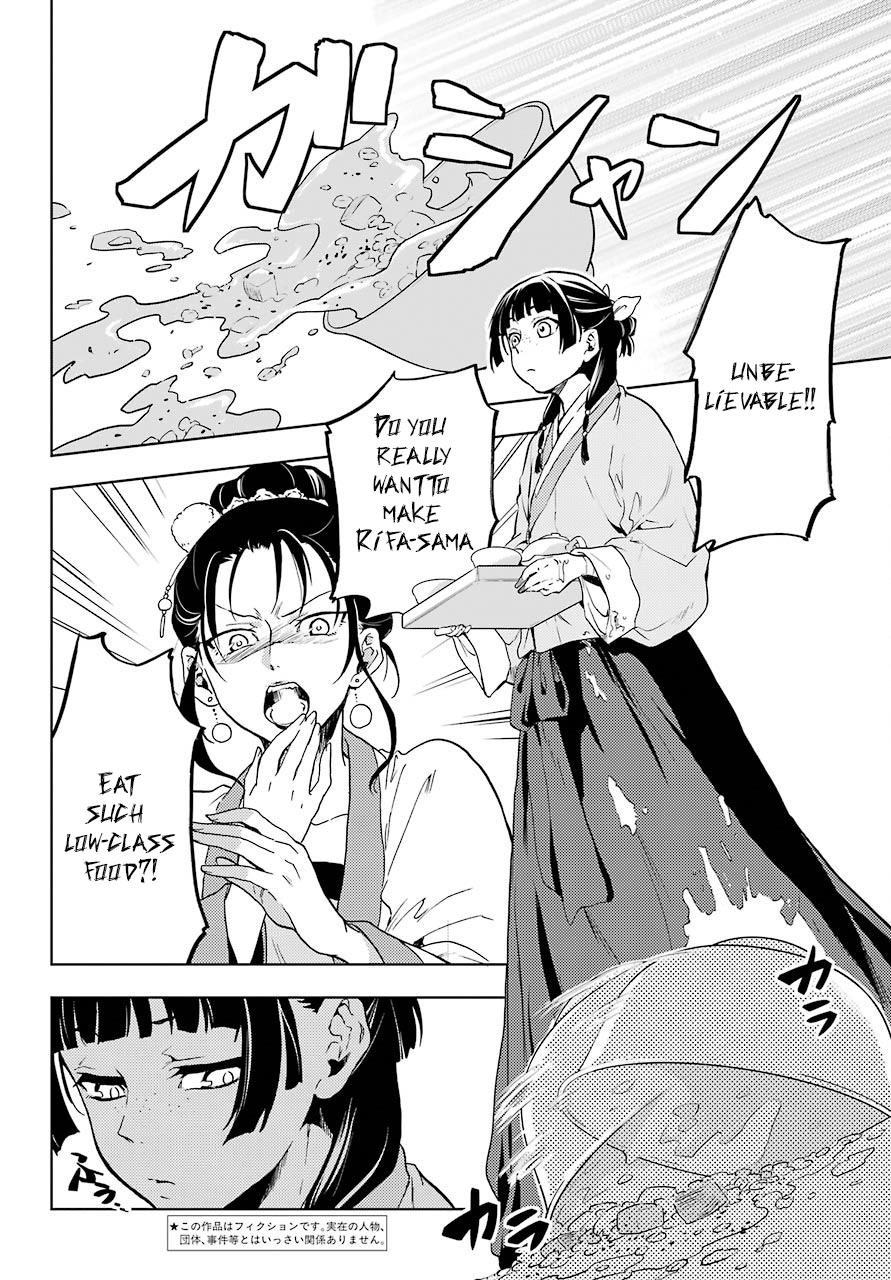 ガシャン
UNBE-
LIEVABLE!!
DO YOU
REALLY
WANT TO
MAKE
RIFA-SAMA
EAT
SUCH
LOW-CLASS
FOOD?!
カラ
★この作品はフィクションです。実在の人物、
団体、事件等とはいっさい関係ありません。